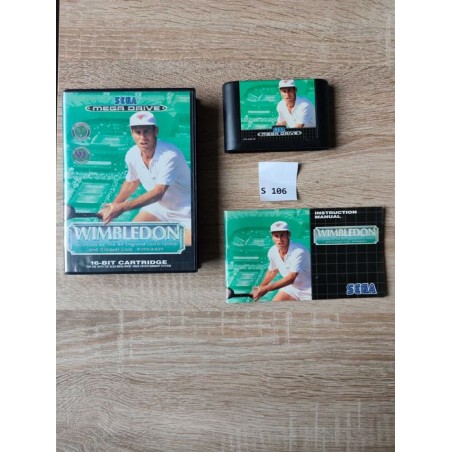 SEGA
MEGA DRIVE
WIMBLEDON
16-BIT CARTRIDGE
SEGA
MEGA DRIVE
S 106
INSTRUCTION
MANUAL
WIMBLEDON
SEGA